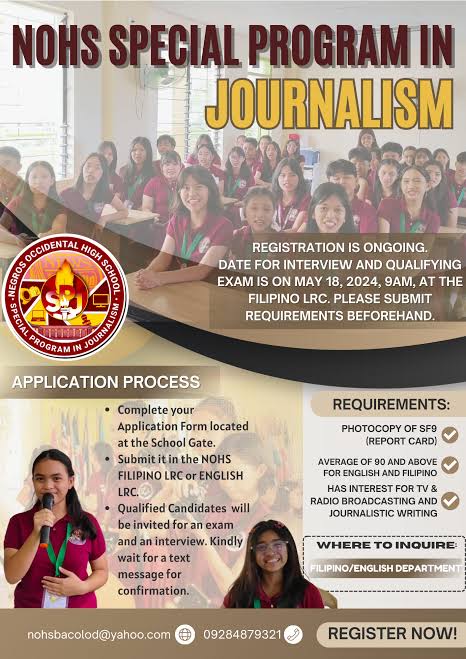 NOHS SPECIAL PROGRAM IN
JOURNALISM
NEGROS OCCIDENTAL HIGH SCHOOL
SPJ
SPECIAL PROGRAM IN JOURNALISM
REGISTRATION IS ONGOING.
DATE FOR INTERVIEW AND QUALIFYING
EXAM IS ON MAY 18, 2024, 9AM, AT THE
FILIPINO LRC. PLEASE SUBMIT
REQUIREMENTS BEFOREHAND.
APPLICATION PROCESS
• Complete your
Application Form located
at the School Gate.
• Submit it in the NOHS
FILIPINO LRC or ENGLISH
LRC.
• Qualified Candidates will
be invited for an exam
and an interview. Kindly
wait for a text
message for
confirmation.
REQUIREMENTS:
PHOTOCOPY OF SF9
(REPORT CARD)
AVERAGE OF 90 AND ABOVE
FOR ENGLISH AND FILIPINO
HAS INTEREST FOR TV &
RADIO BROADCASTING AND
JOURNALISTIC WRITING
WHERE TO INQUIRE:
FILIPINO/ENGLISH DEPARTMENT
nohsbacolod@yahoo.com
09284879321
REGISTER NOW!